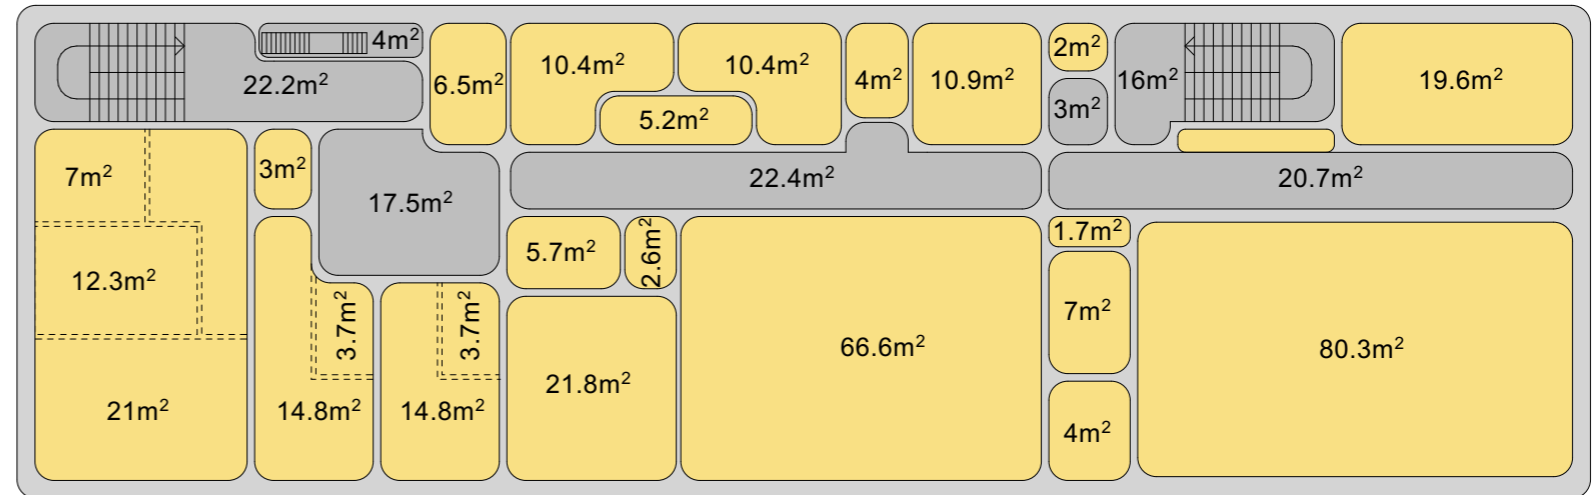 4m²
22.2m²
6.5m²
10.4m²
10.4m²
5.2m²
4m²
10.9m²
2m²
3m²
16m²
19.6m²
7m²
3m²
17.5m²
22.4m²
20.7m²
12.3m²
5.7m²
2.6m²
1.7m²
3.7m²
3.7m²
66.6m²
7m²
80.3m²
21m²
14.8m²
14.8m²
21.8m²
4m²